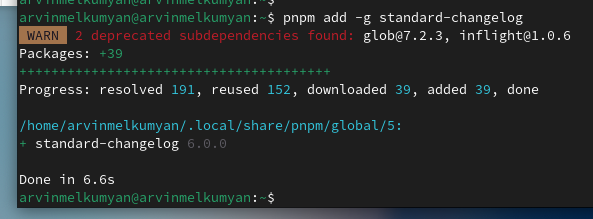 arvinmelkumyan@arvinmelkumyan:~$
arvinmelkumyan@arvinmelkumyan:~$ pnpm add -g standard-changelog
WARN 2 deprecated subdependencies found: glob@7.2.3, inflight@1.0.6
Packages: +39
+++++++++++++++++++++++++++++++++++++++
Progress: resolved 191, reused 152, downloaded 39, added 39, done
/home/arvinmelkumyan/.local/share/pnpm/global/5:
+ standard-changelog 6.0.0
Done in 6.6s
arvinmelkumyan@arvinmelkumyan:~$